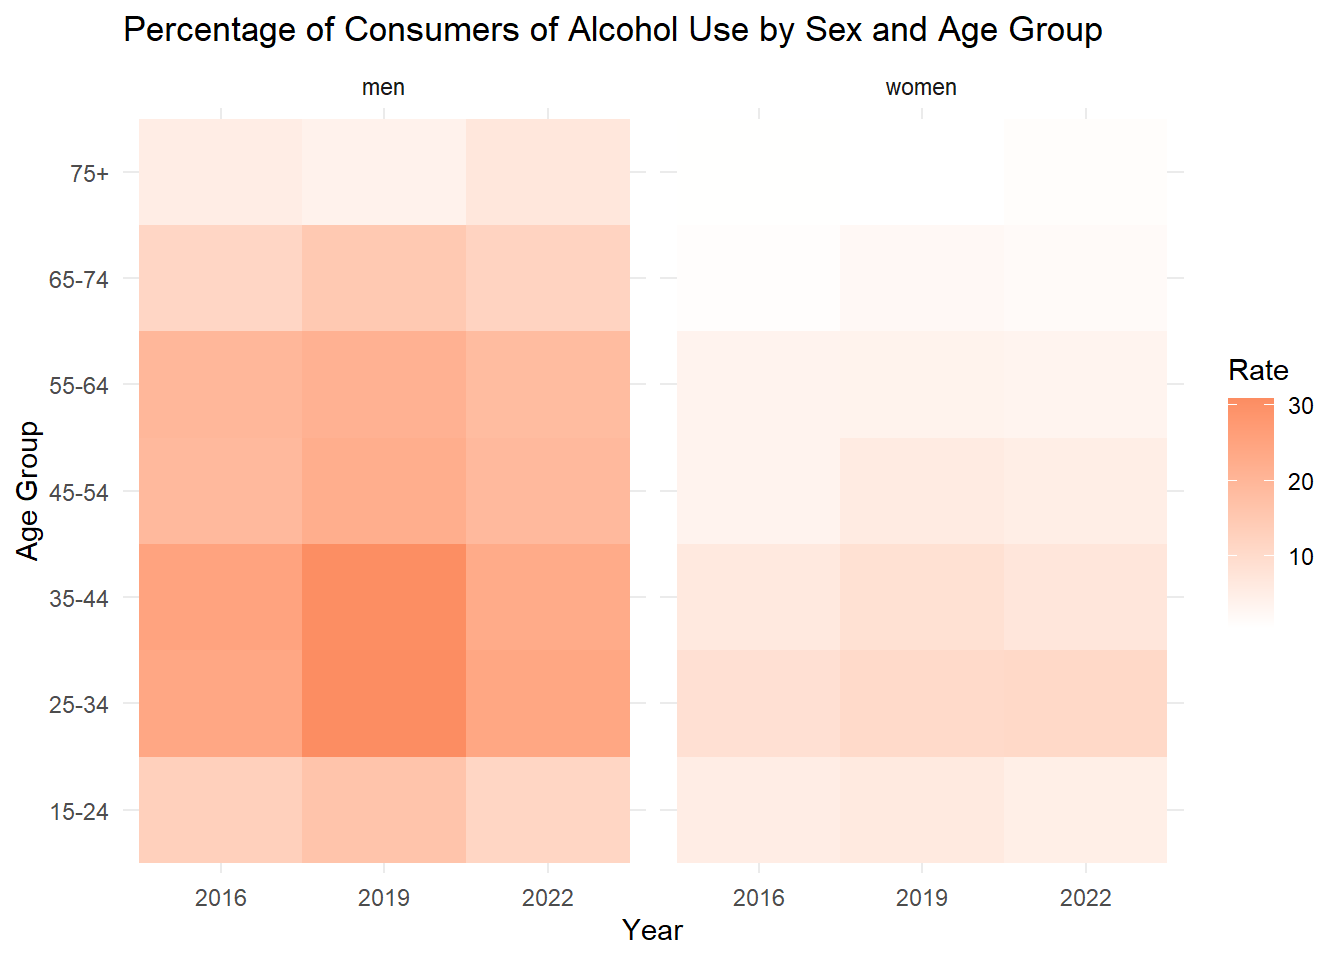 Percentage of Consumers of Alcohol Use by Sex and Age Group
men
women
Age Group
75+
65-74
55-64
45-54
35-44
25-34
15-24
2016
2019
2022
2016
2019
2022
Year
Rate
30
20
10